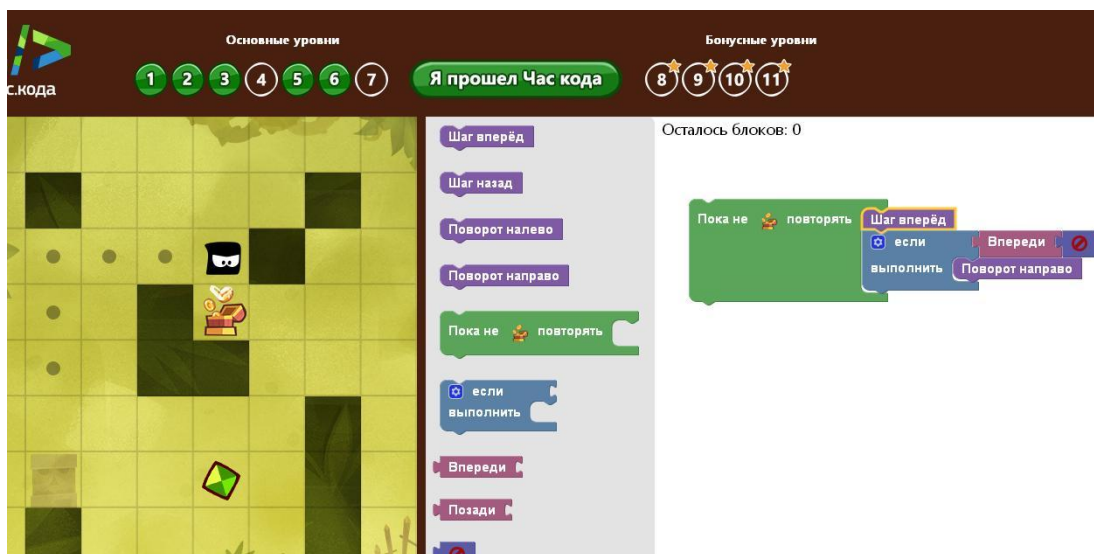 Основные уровни
Бонусные уровни
с.кода
1 2 3 4 5 6 7
Я прошел Час кода
8 9 10 11
Шаг вперёд
Шаг назад
Поворот налево
Поворот направо
Пока не повторять
если
выполнить
Впереди
Позади
Осталось блоков: 0
Пока не повторять Шаг вперёд
если Впереди
выполнить Поворот направо